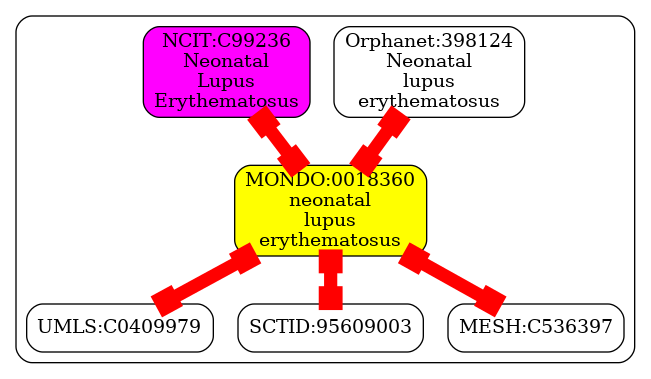 NCIT:C99236
Neonatal
Lupus
Erythematosus
Orphanet:398124
Neonatal
lupus
erythematosus
MONDO:0018360
neonatal
lupus
erythematosus
UMLS:C0409979
SCTID:95609003
MESH:C536397